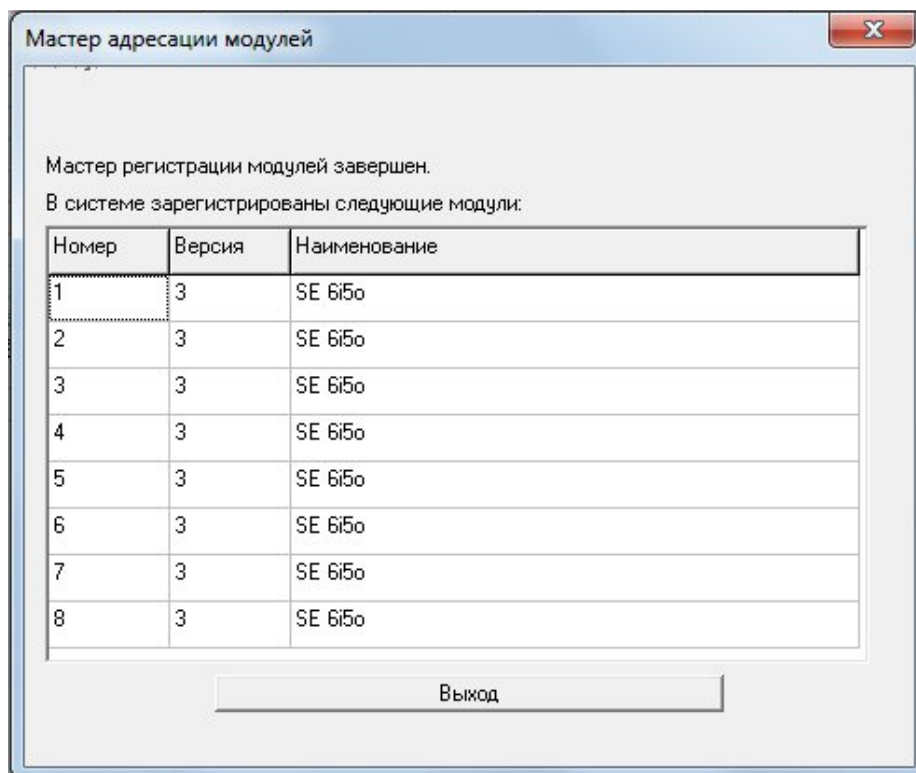 Мастер адресации модулей
Мастер регистрации модулей завершен.
В системе зарегистрированы следующие модули:
Номер Версия Наименование
1 3 SE 6i5o
2 3 SE 6i5o
3 3 SE 6i5o
4 3 SE 6i5o
5 3 SE 6i5o
6 3 SE 6i5o
7 3 SE 6i5o
8 3 SE 6i5o
Выход